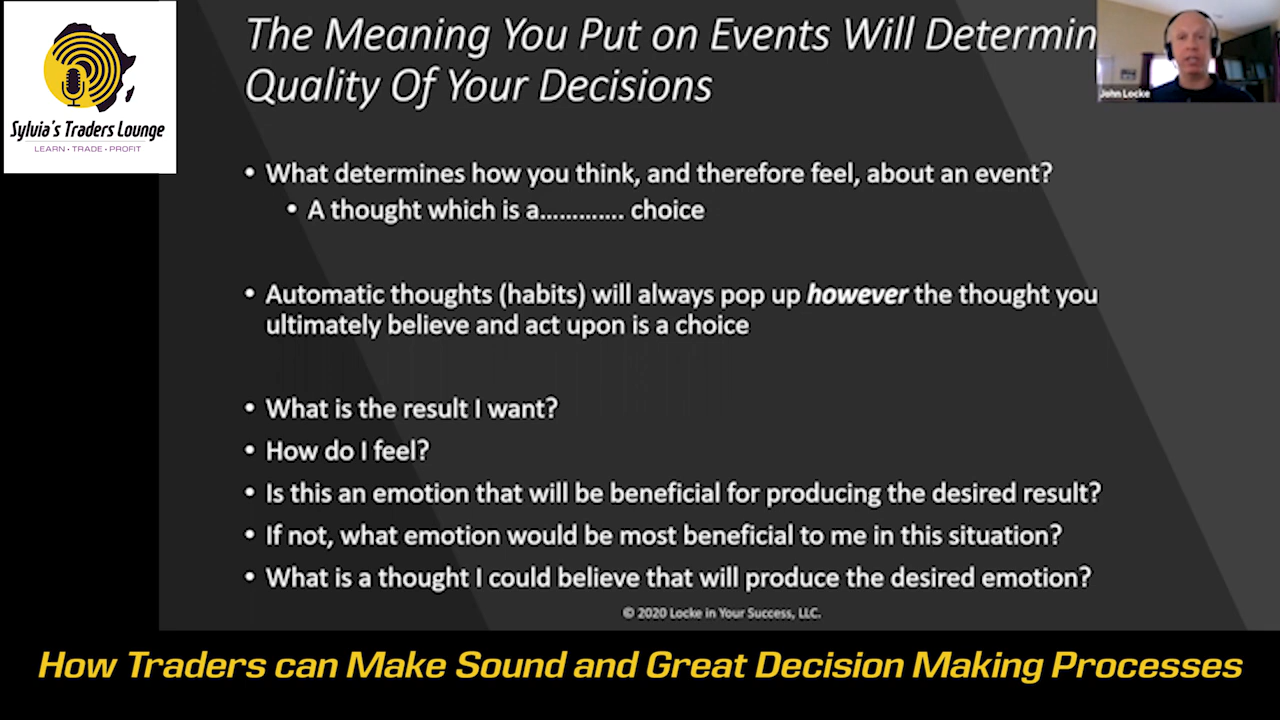 The Meaning You Put on Events Will Determin
Quality Of Your Decisions
John Locke
Sylvia's Traders Lounge
LEARN • TRADE • PROFIT
• What determines how you think, and therefore feel, about an event?
• A thought which is a............. choice
• Automatic thoughts (habits) will always pop up however the thought you
ultimately believe and act upon is a choice
• What is the result I want?
• How do I feel?
• Is this an emotion that will be beneficial for producing the desired result?
• If not, what emotion would be most beneficial to me in this situation?
• What is a thought I could believe that will produce the desired emotion?
© 2020 Locke in Your Success, LLC.
How Traders can Make Sound and Great Decision Making Processes